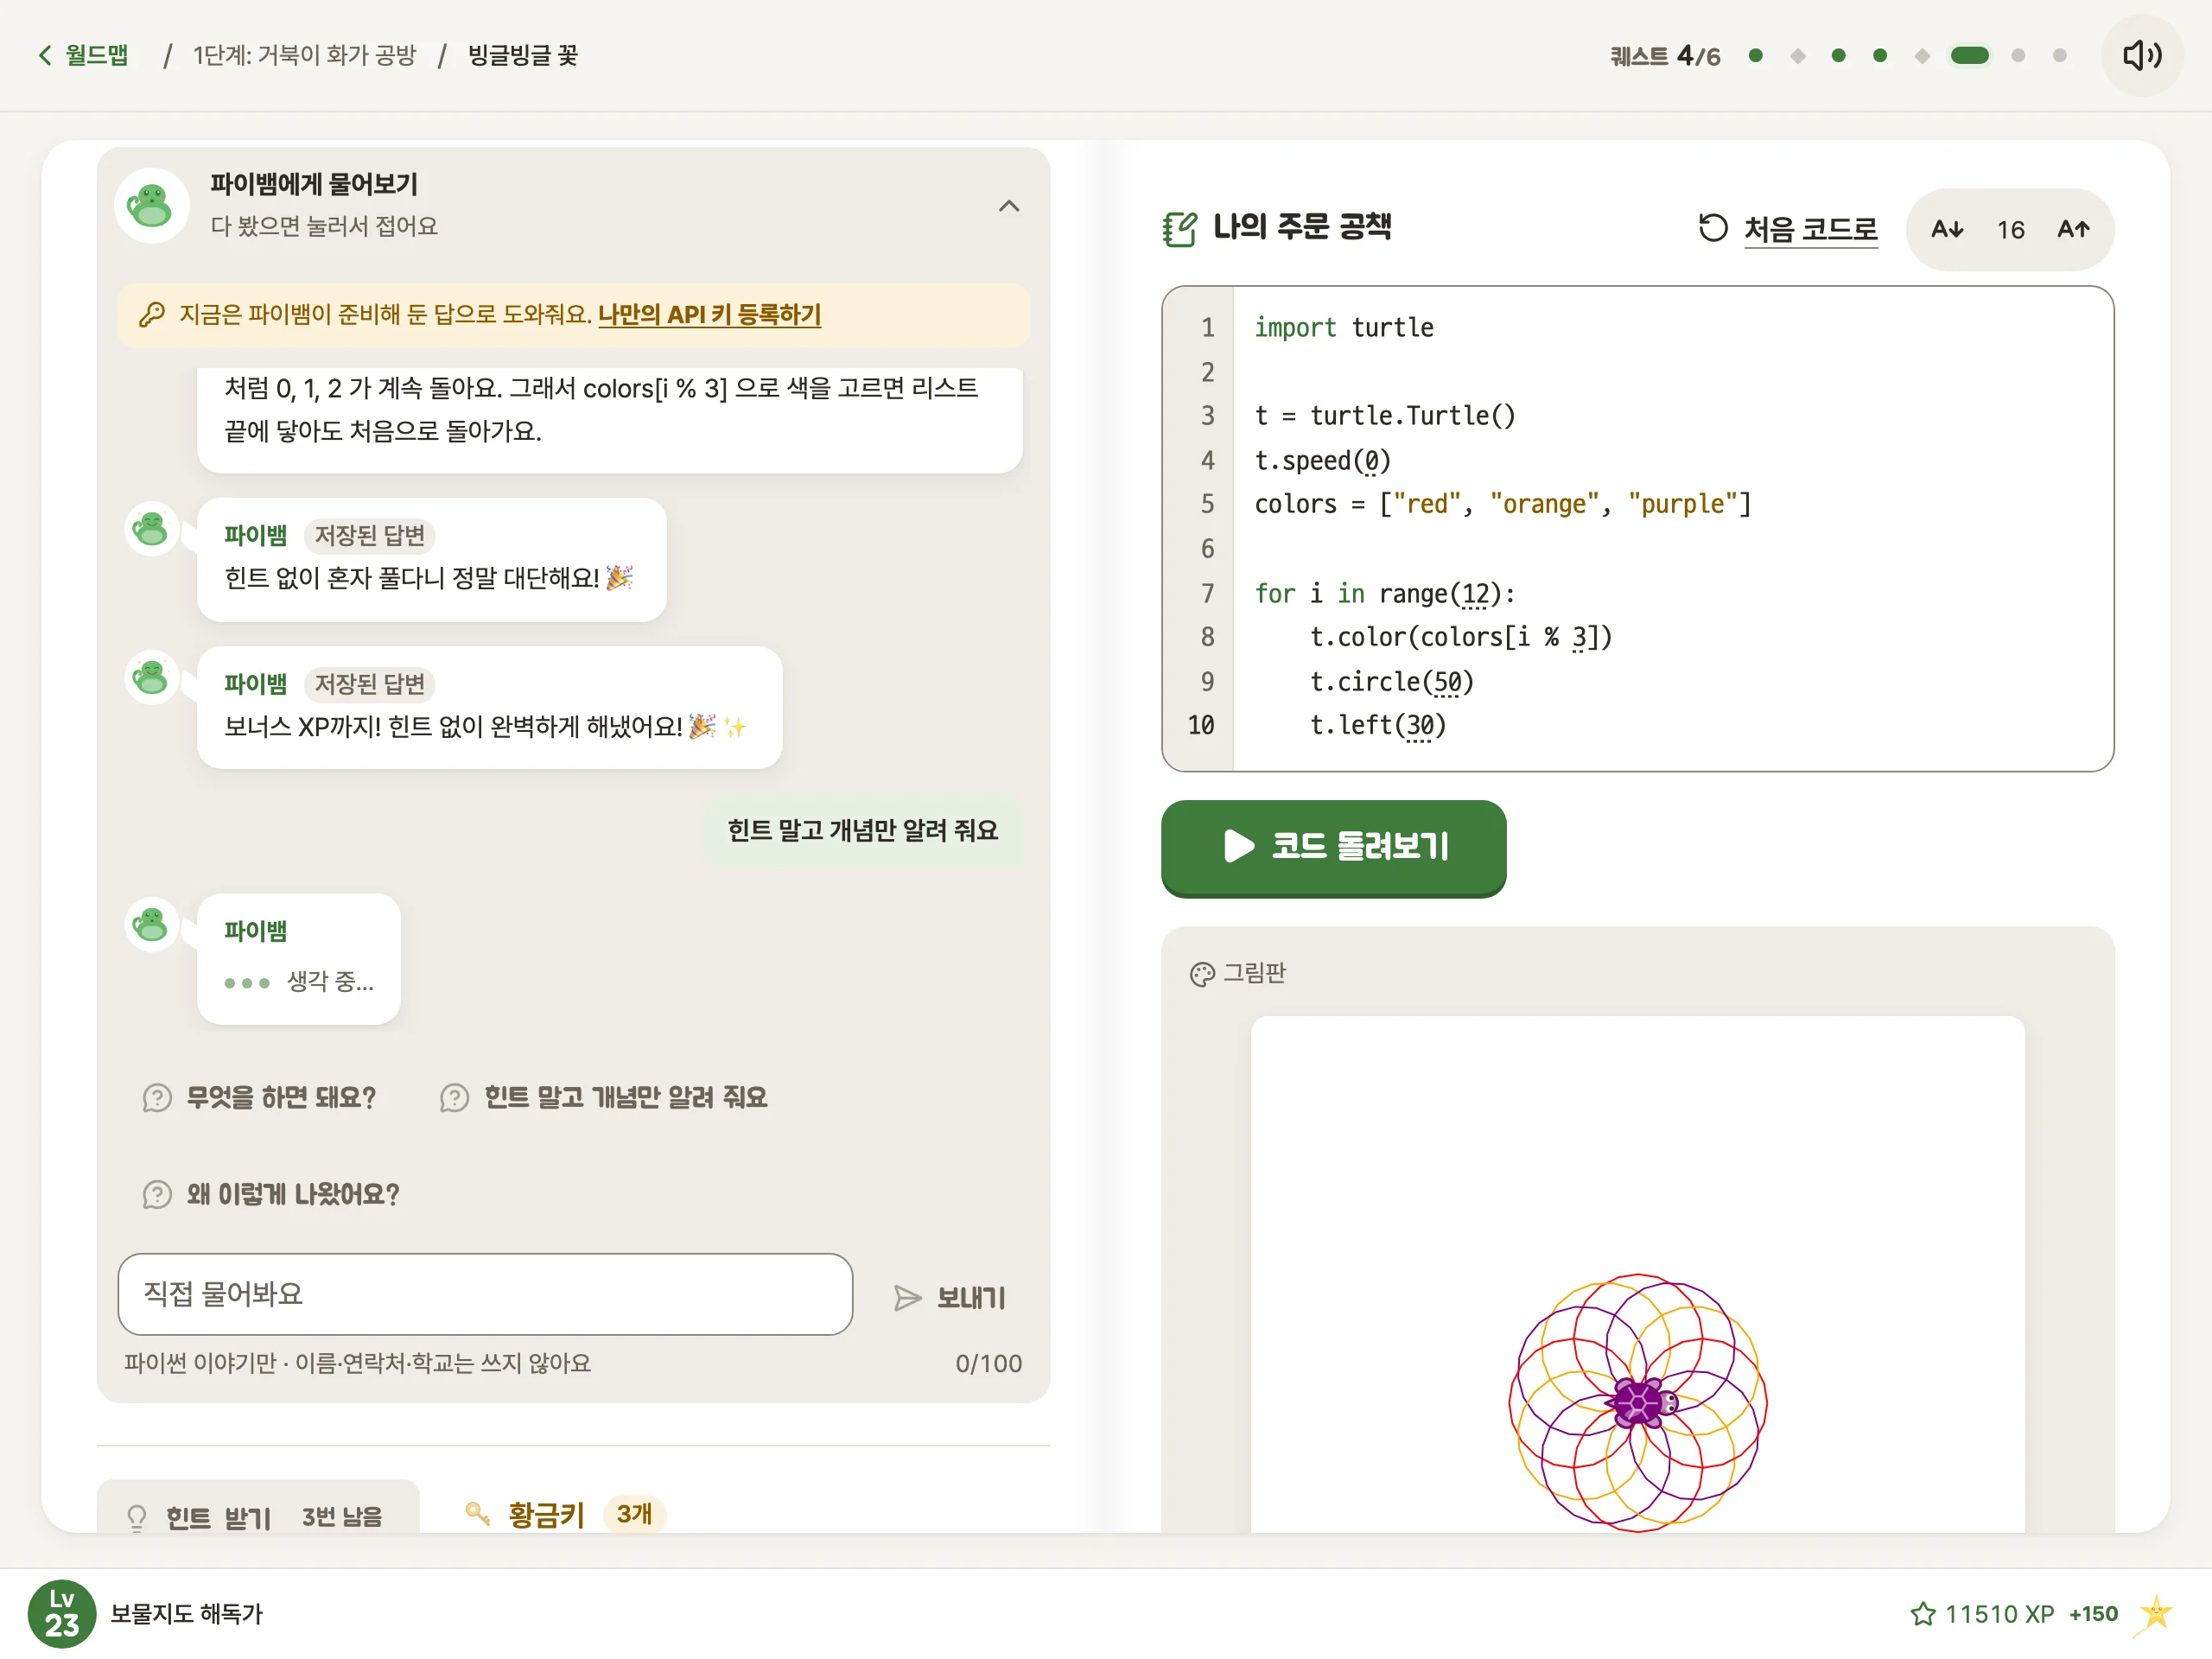 월드맵 / 1단계: 거북이 화가 공방 / 빙글빙글 꽃
퀘스트 4/6
파이뱀에게 물어보기
다 봤으면 눌러서 접어요
지금은 파이뱀이 준비해 둔 답으로 도와줘요. 나만의 API 키 등록하기
처럼 0, 1, 2 가 계속 돌아요. 그래서 colors[i % 3] 으로 색을 고르면 리스트
끝에 닿아도 처음으로 돌아가요.
파이뱀 저장된 답변
힌트 없이 혼자 풀다니 정말 대단해요!🎉
파이뱀 저장된 답변
보너스 XP까지! 힌트 없이 완벽하게 해냈어요!🎉✨
힌트 말고 개념만 알려 줘요
파이뱀
생각 중...
무엇을 하면 돼요?
힌트 말고 개념만 알려 줘요
왜 이렇게 나왔어요?
직접 물어봐요
보내기
파이썬 이야기만 · 이름·연락처·학교는 쓰지 않아요
0/100
힌트 받기 3번 남음
황금키 3개
나의 주문 공책
처음 코드로
A↓ 16 A↑
1 import turtle
2
3 t = turtle.Turtle()
4 t.speed(0)
5 colors = ["red", "orange", "purple"]
6
7 for i in range(12):
8     t.color(colors[i % 3])
9     t.circle(50)
10     t.left(30)
코드 돌려보기
그림판
Lv
23
보물지도 해독가
11510 XP +150